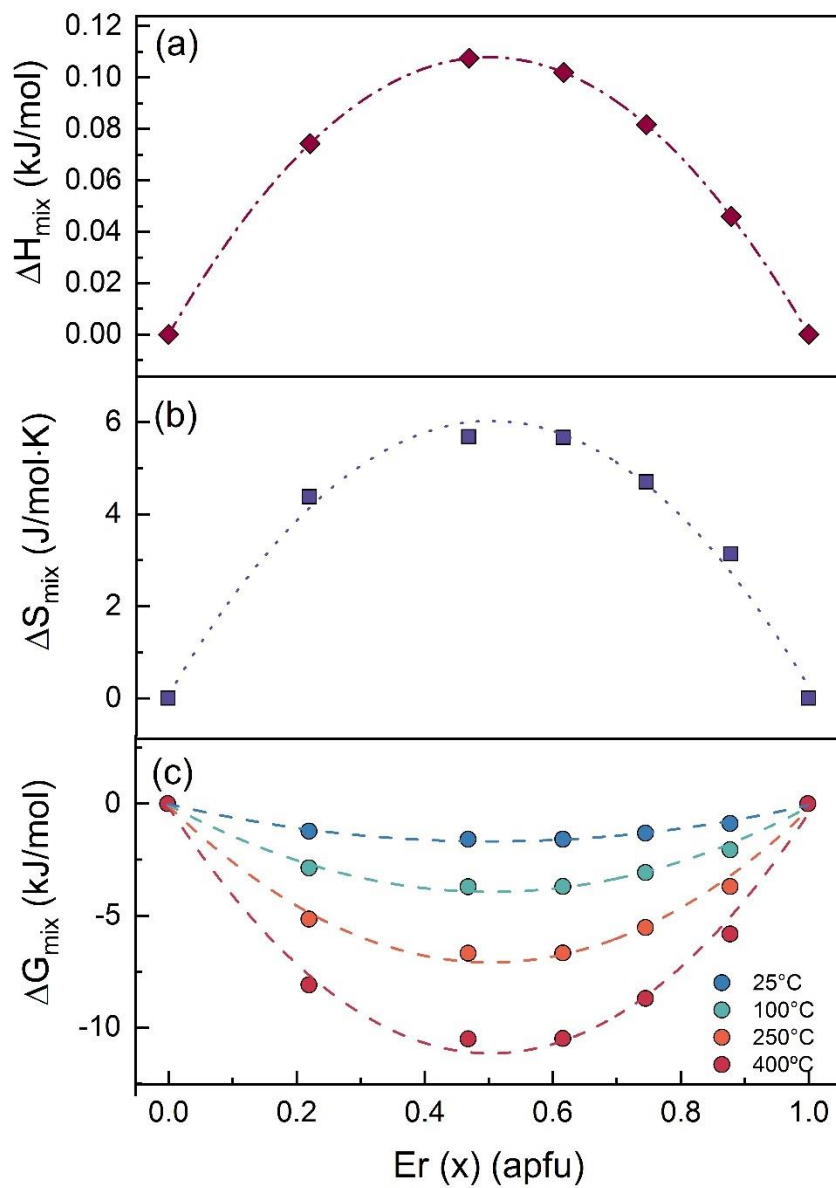 (a)
0.12
0.10
0.08
0.06
0.04
0.02
0.00
ΔHmix (kJ/mol)
(b)
6
4
2
0
ΔSmix (J/mol·K)
(c)
0
-5
-10
ΔGmix (kJ/mol)
25°C
100°C
250°C
400ºC
0.0 0.2 0.4 0.6 0.8 1.0
Er (x) (apfu)